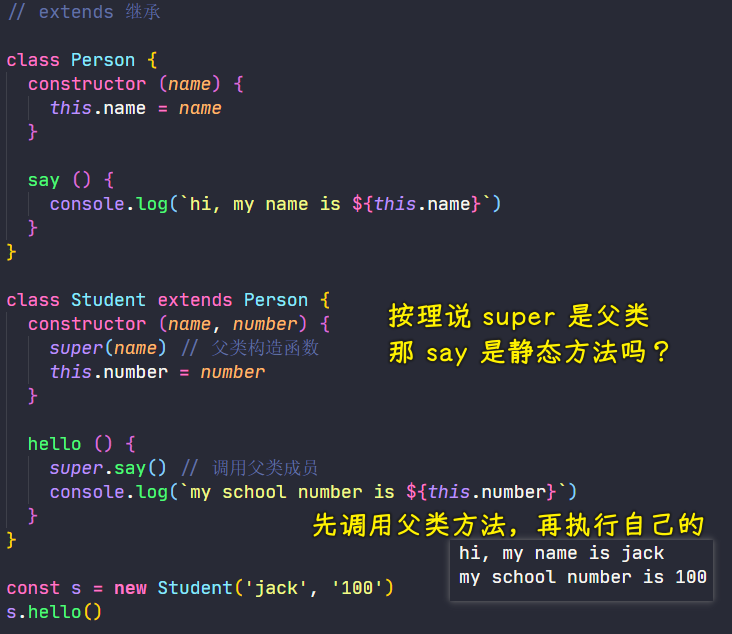 // extends 继承
class Person {
constructor (name) {
this.name = name
}
say () {
console.log(`hi, my name is ${this.name}`)
}
}
class Student extends Person {
constructor (name, number) {
super(name) // 父类构造函数
this.number = number
}
按理说 super 是父类
那 say 是静态方法吗？
hello () {
super.say() // 调用父类成员
console.log(`my school number is ${this.number}`)
}
}
先调用父类方法，再执行自己的
hi, my name is jack
my school number is 100
const s = new Student('jack', '100')
s.hello()